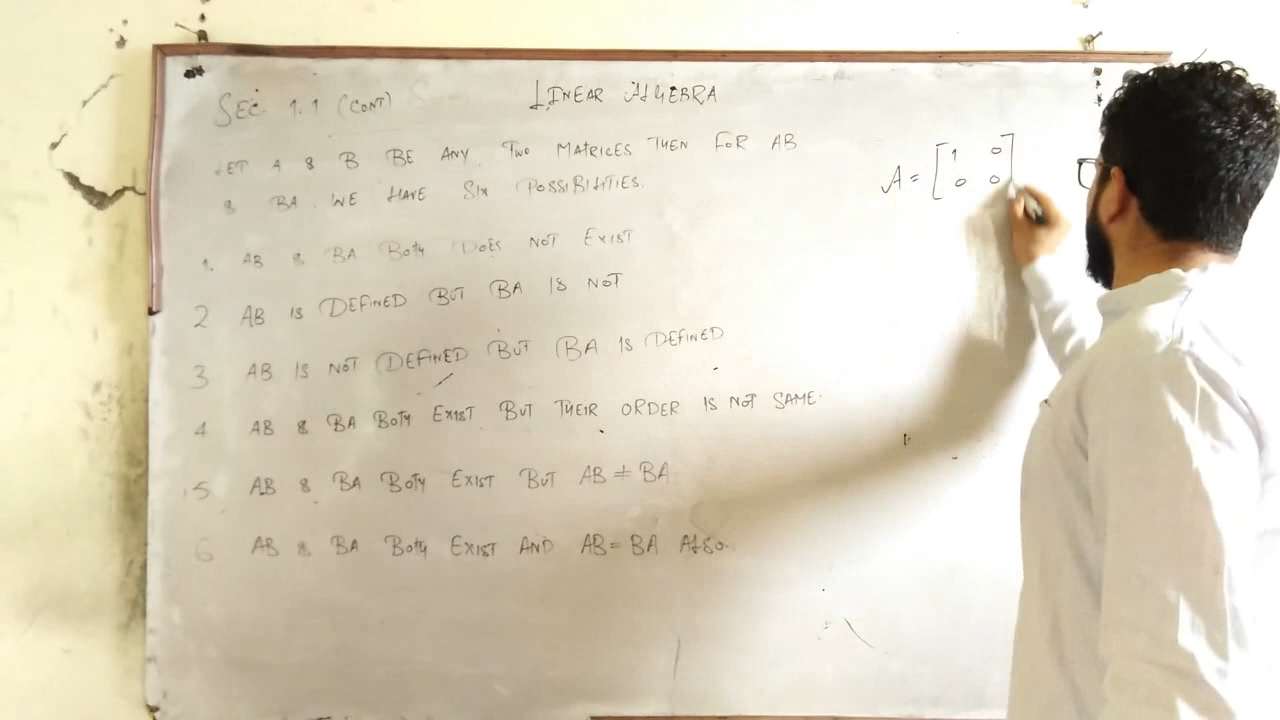 SEC 1.1 (CONT)
LINEAR ALGEBRA
LET A & B BE ANY TWO MATRICES THEN FOR AB
& BA WE HAVE SIX POSSIBILITIES.
1. AB & BA BOTH DOES NOT EXIST
2 AB IS DEFINED BUT BA IS NOT
3 AB IS NOT DEFINED BUT BA IS DEFINED
4 AB & BA BOTH EXIST BUT THEIR ORDER IS NOT SAME.
5 AB & BA BOTH EXIST BUT AB ≠ BA
6 AB & BA BOTH EXIST AND AB = BA ALSO.
A = [1 0
0 0]